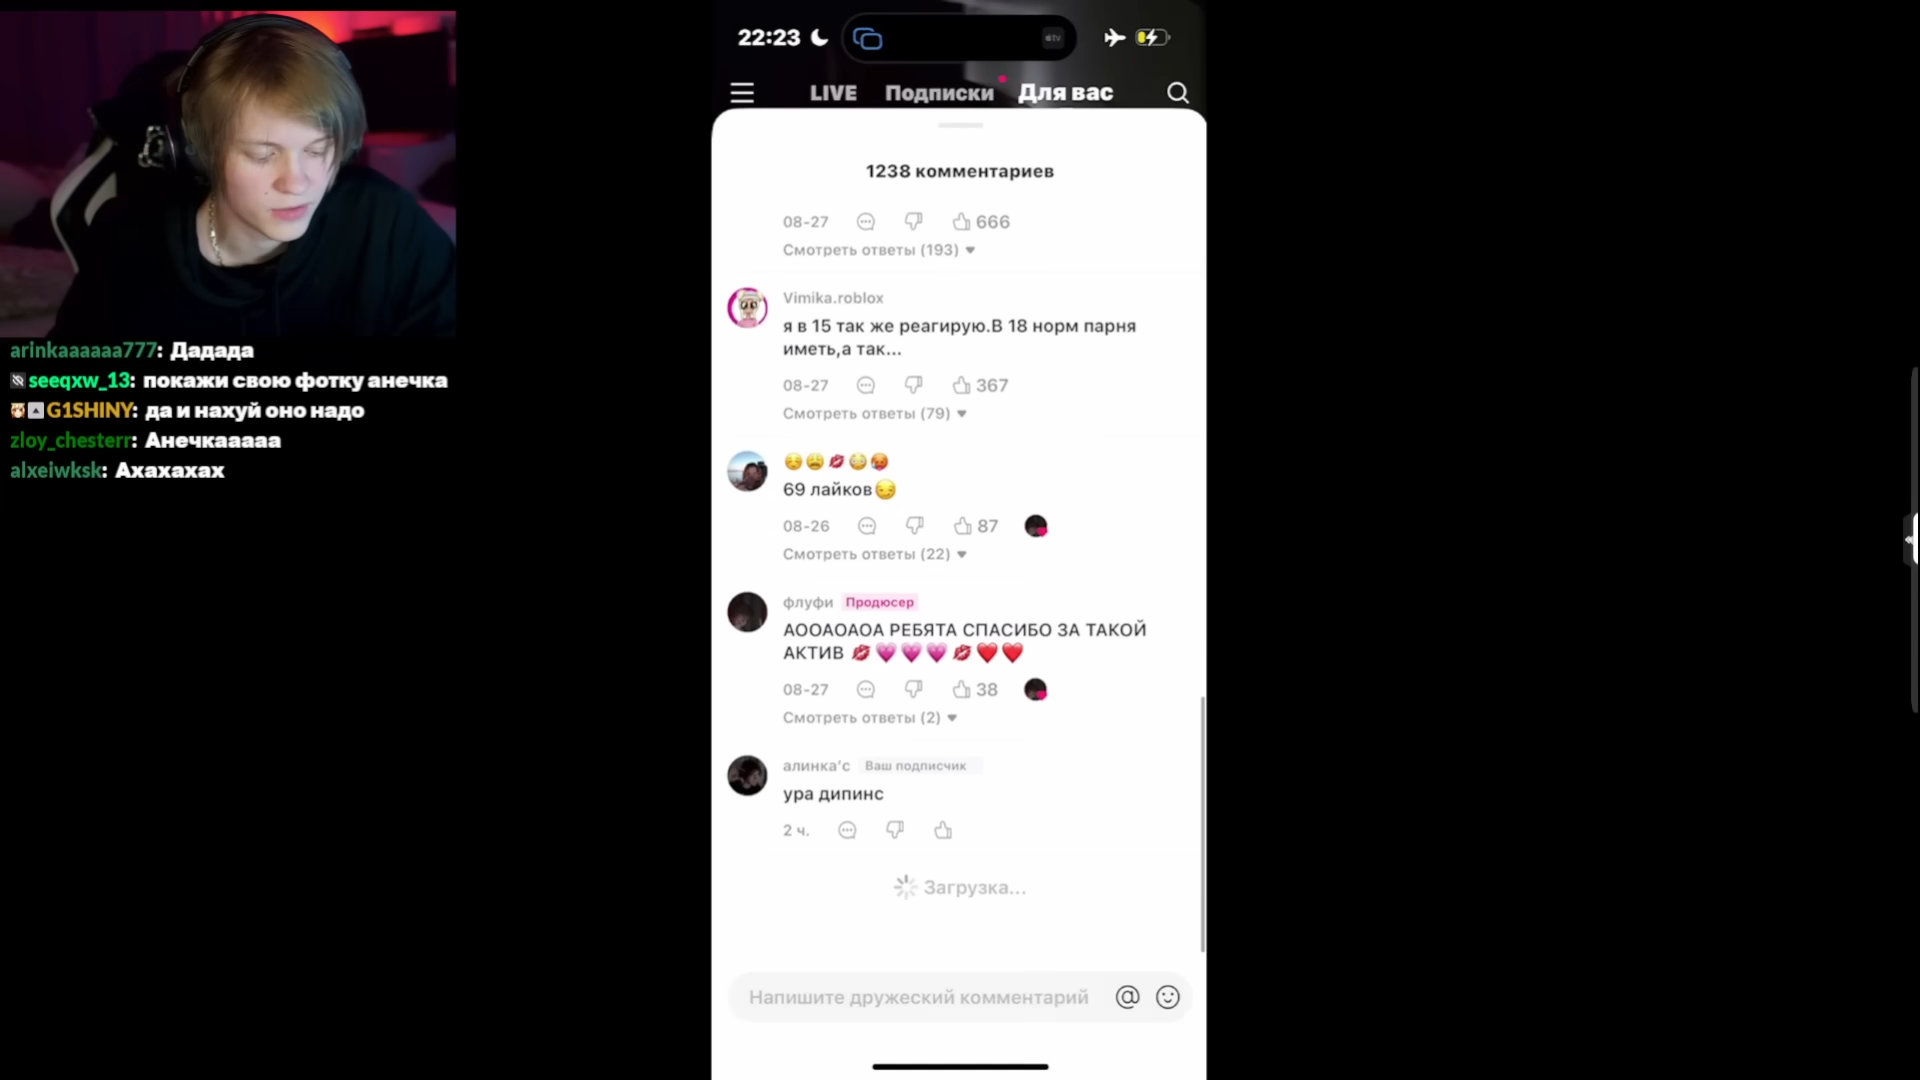 22:23
tv
LIVE Подписки Для вас
1238 комментариев
08-27 666
Смотреть ответы (193)
Vimika.roblox
я в 15 так же реагирую.В 18 норм парня
иметь,а так...
08-27 367
Смотреть ответы (79)
😔😩💋😳🥵
69 лайков😏
08-26 87
Смотреть ответы (22)
флуфи Продюсер
АООАОАОА РЕБЯТА СПАСИБО ЗА ТАКОЙ
АКТИВ 💋💗💗💗💋❤️❤️
08-27 38
Смотреть ответы (2)
алинка'с Ваш подписчик
ура дипинс
2 ч.
Загрузка...
Напишите дружеский комментарий
arinkaaaaaa777: Дадада
seeqxw_13: покажи свою фотку анечка
G1SHINY: да и нахуй оно надо
zloy_chesterr: Анечкааааа
alxeiwksk: Ахахахах